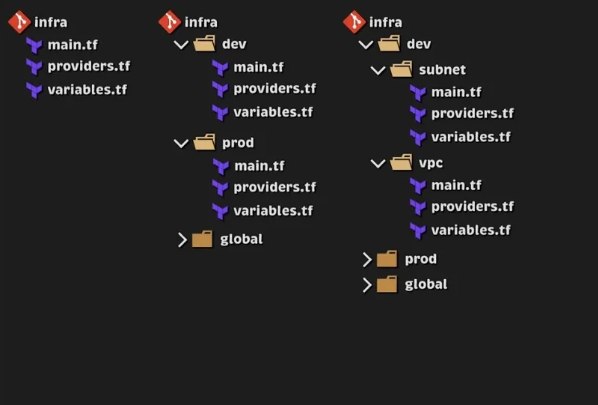 infra
main.tf
providers.tf
variables.tf
infra
dev
main.tf
providers.tf
variables.tf
prod
main.tf
providers.tf
variables.tf
global
infra
dev
subnet
main.tf
providers.tf
variables.tf
vpc
main.tf
providers.tf
variables.tf
prod
global